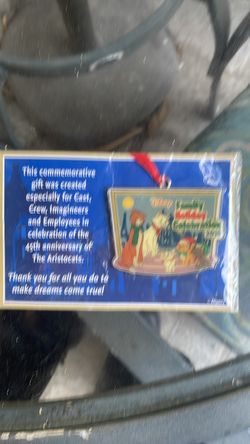 This commemorative
gift was created
especially for Cast,
Crew, Imagineers
and Employees in
celebration of the
45th anniversary of
The Aristocats.
Thank you for all you do to
make dreams come true!
Disney
Family
Holiday
Celebration